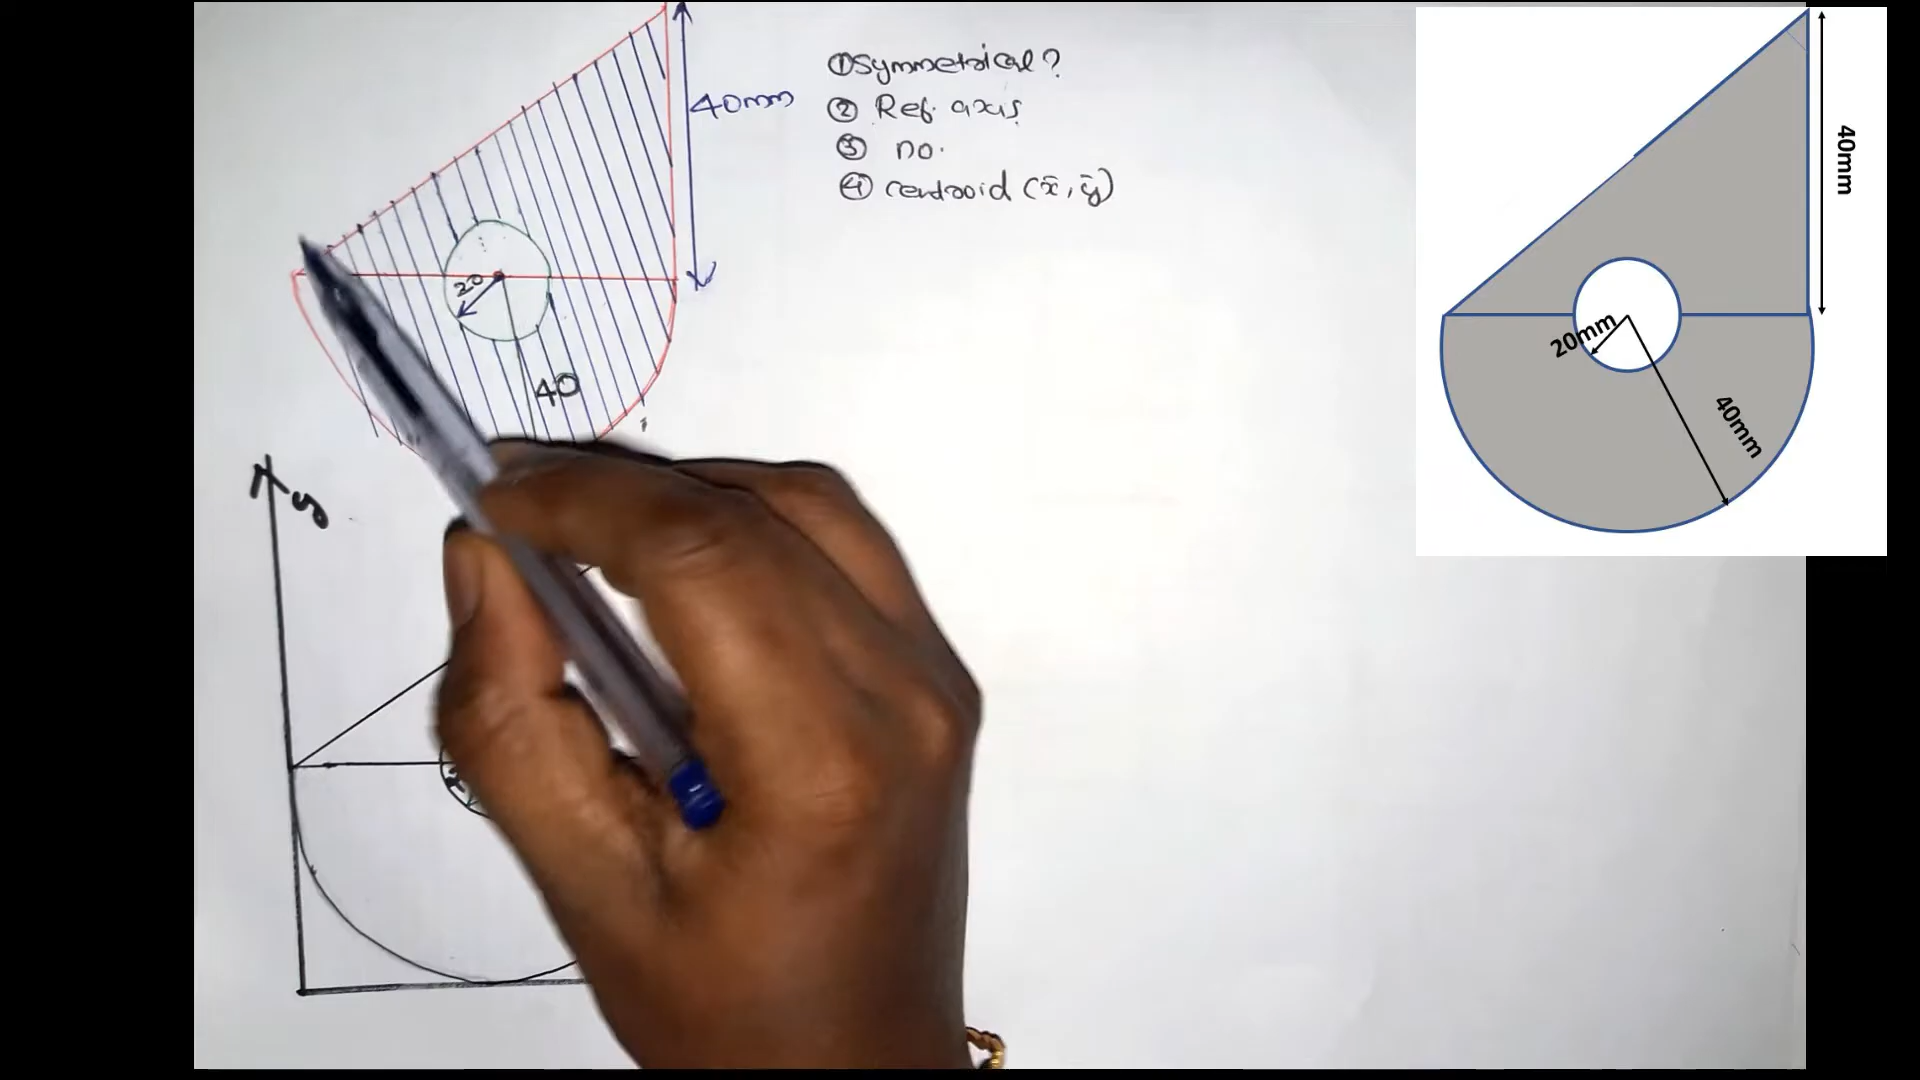 ①Symmetrical?
② Ref. axis
③ no.
④ centroid (x̄, ȳ)
40mm
20
40
y
40mm
20mm
40mm